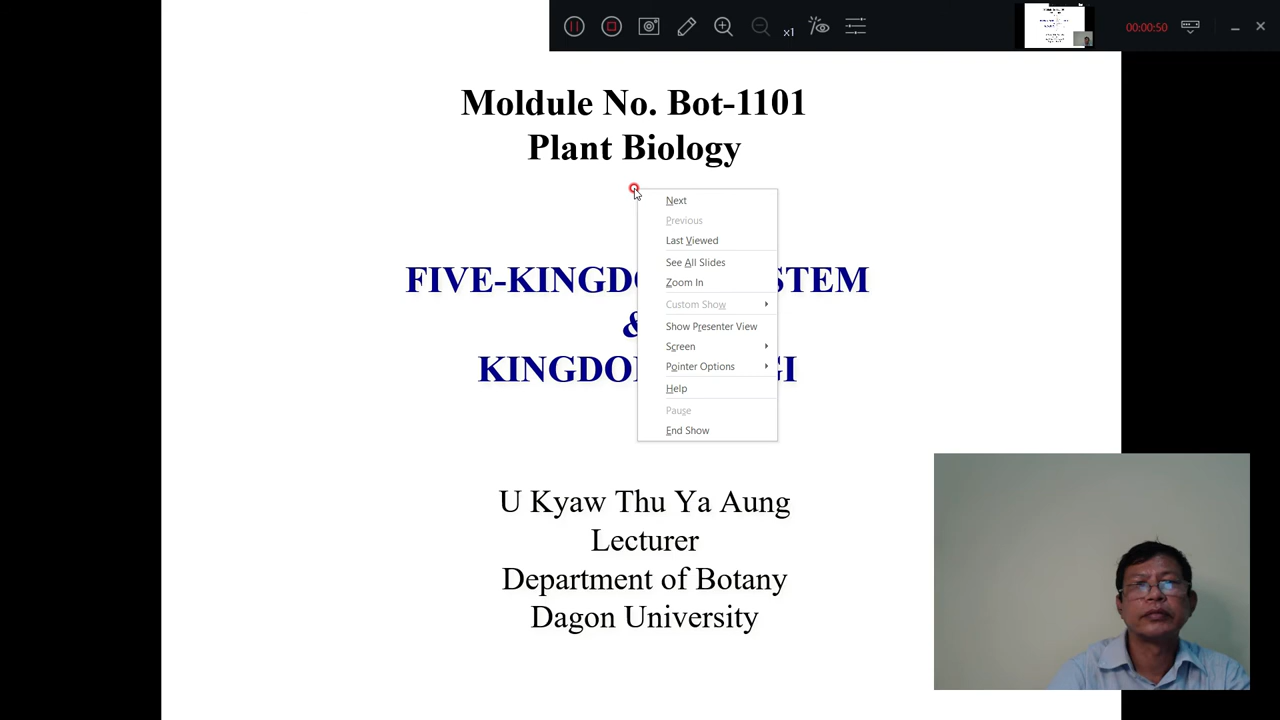 x1
00:00:50
Moldule No. Bot-1101
Plant Biology
Next
Previous
Last Viewed
See All Slides
Zoom In
Custom Show
Show Presenter View
Screen
Pointer Options
Help
Pause
End Show
FIVE-KINGD STEM
&
KINGDO GI
U Kyaw Thu Ya Aung
Lecturer
Department of Botany
Dagon University